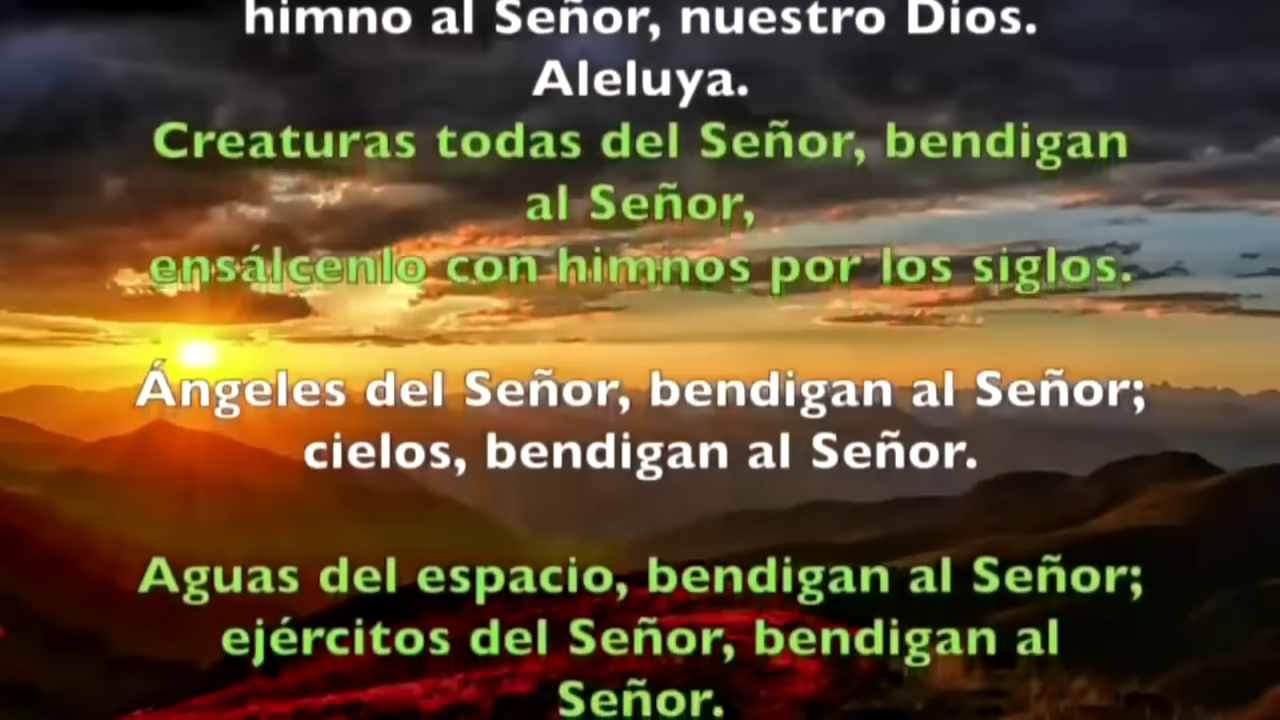 himno al Señor, nuestro Dios.
Aleluya.
Creaturas todas del Señor, bendigan
al Señor,
ensálcenlo con himnos por los siglos.
Ángeles del Señor, bendigan al Señor;
cielos, bendigan al Señor.
Aguas del espacio, bendigan al Señor;
ejércitos del Señor, bendigan al
Señor.